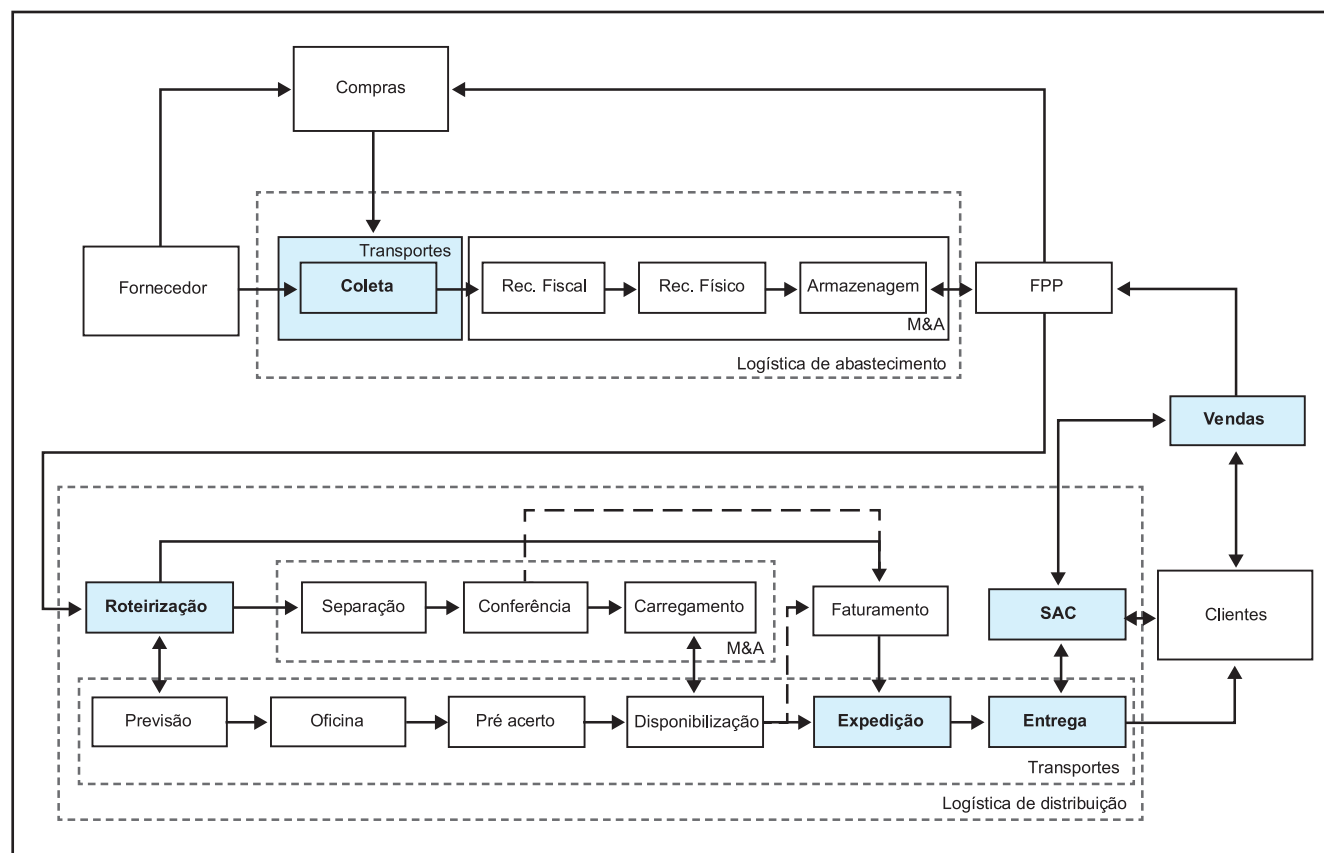 Compras
Transportes
Fornecedor
Coleta
Rec. Fiscal
Rec. Físico
Armazenagem
FPP
M&A
Logística de abastecimento
Vendas
Roteirização
Separação
Conferência
Carregamento
Faturamento
SAC
Clientes
M&A
Previsão
Oficina
Pré acerto
Disponibilização
Expedição
Entrega
Transportes
Logística de distribuição